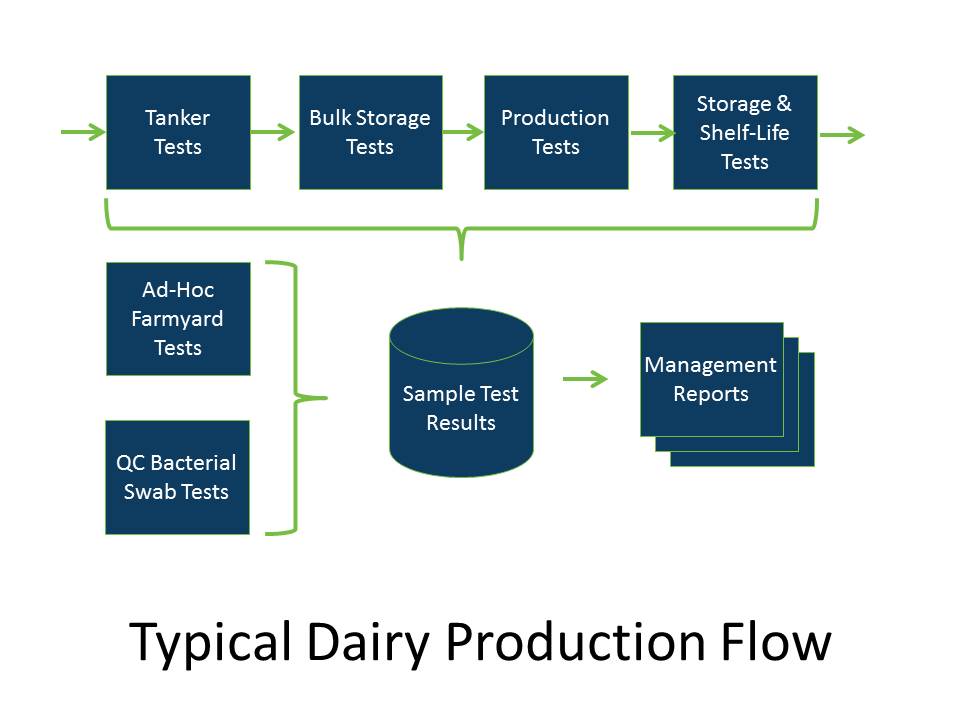 Tanker
Tests
Bulk Storage
Tests
Production
Tests
Storage &
Shelf-Life
Tests
Ad-Hoc
Farmyard
Tests
Sample Test
Results
Management
Reports
QC Bacterial
Swab Tests
Typical Dairy Production Flow